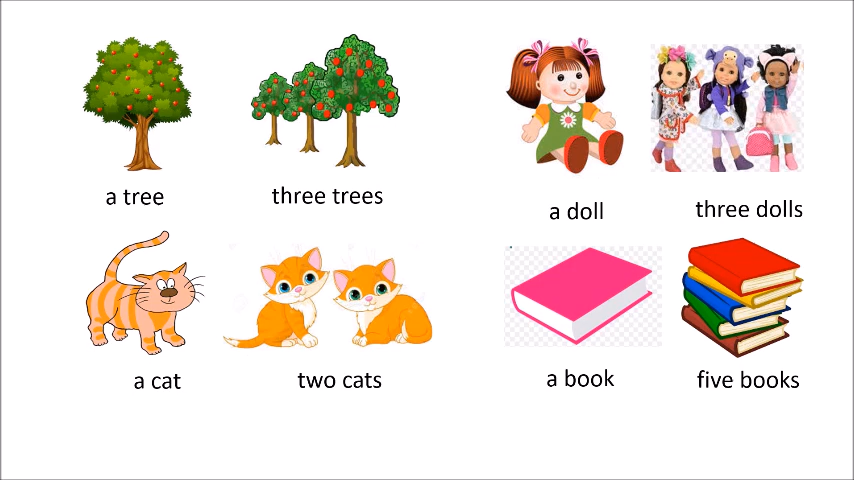 a tree
three trees
a doll
three dolls
a cat
two cats
a book
five books